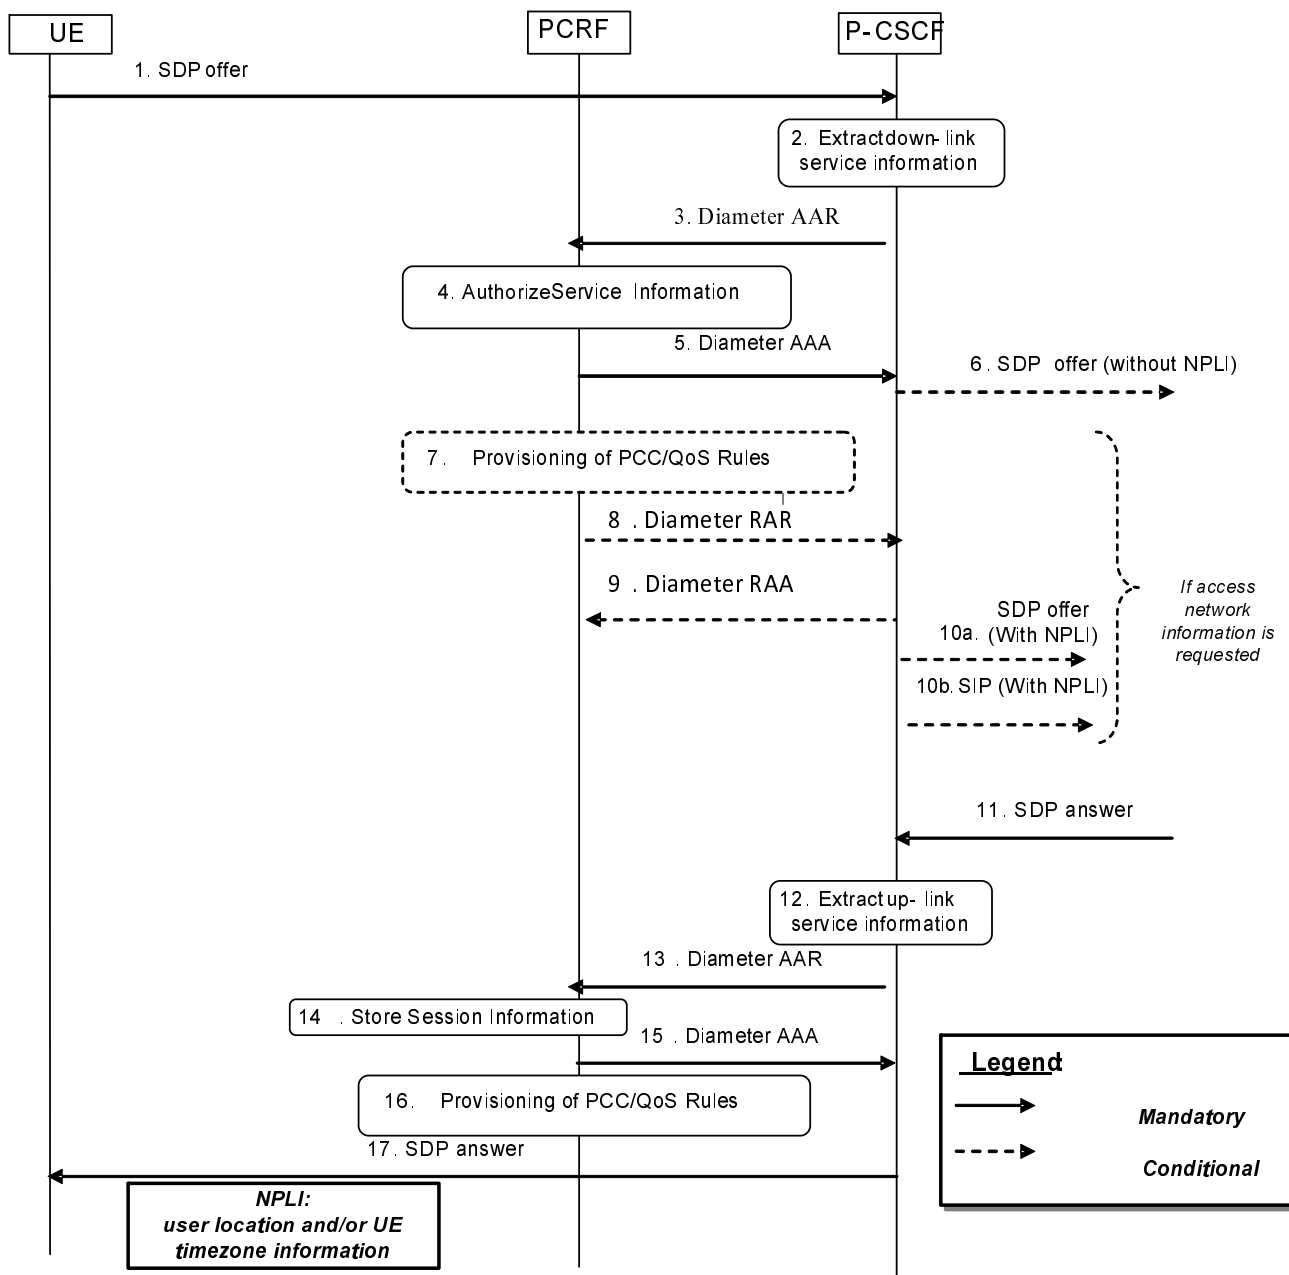 UE
PCRF
P-CSCF
1. SDP offer
2. Extractdown-link
service information
3. Diameter AAR
4. AuthorizeService Information
5. Diameter AAA
6. SDP offer (without NPLI)
7. Provisioning of PCC/QoS Rules
8 . Diameter RAR
9 . Diameter RAA
SDP offer
10a. (With NPLI)
10b. SIP (With NPLI)
If access
network
information is
requested
11. SDP answer
12. Extract up-link
service information
13 . Diameter AAR
14 . Store Session Information
15 . Diameter AAA
16. Provisioning of PCC/QoS Rules
17. SDP answer
NPLI:
user location and/or UE
timezone information
Legend:
Mandatory
Conditional